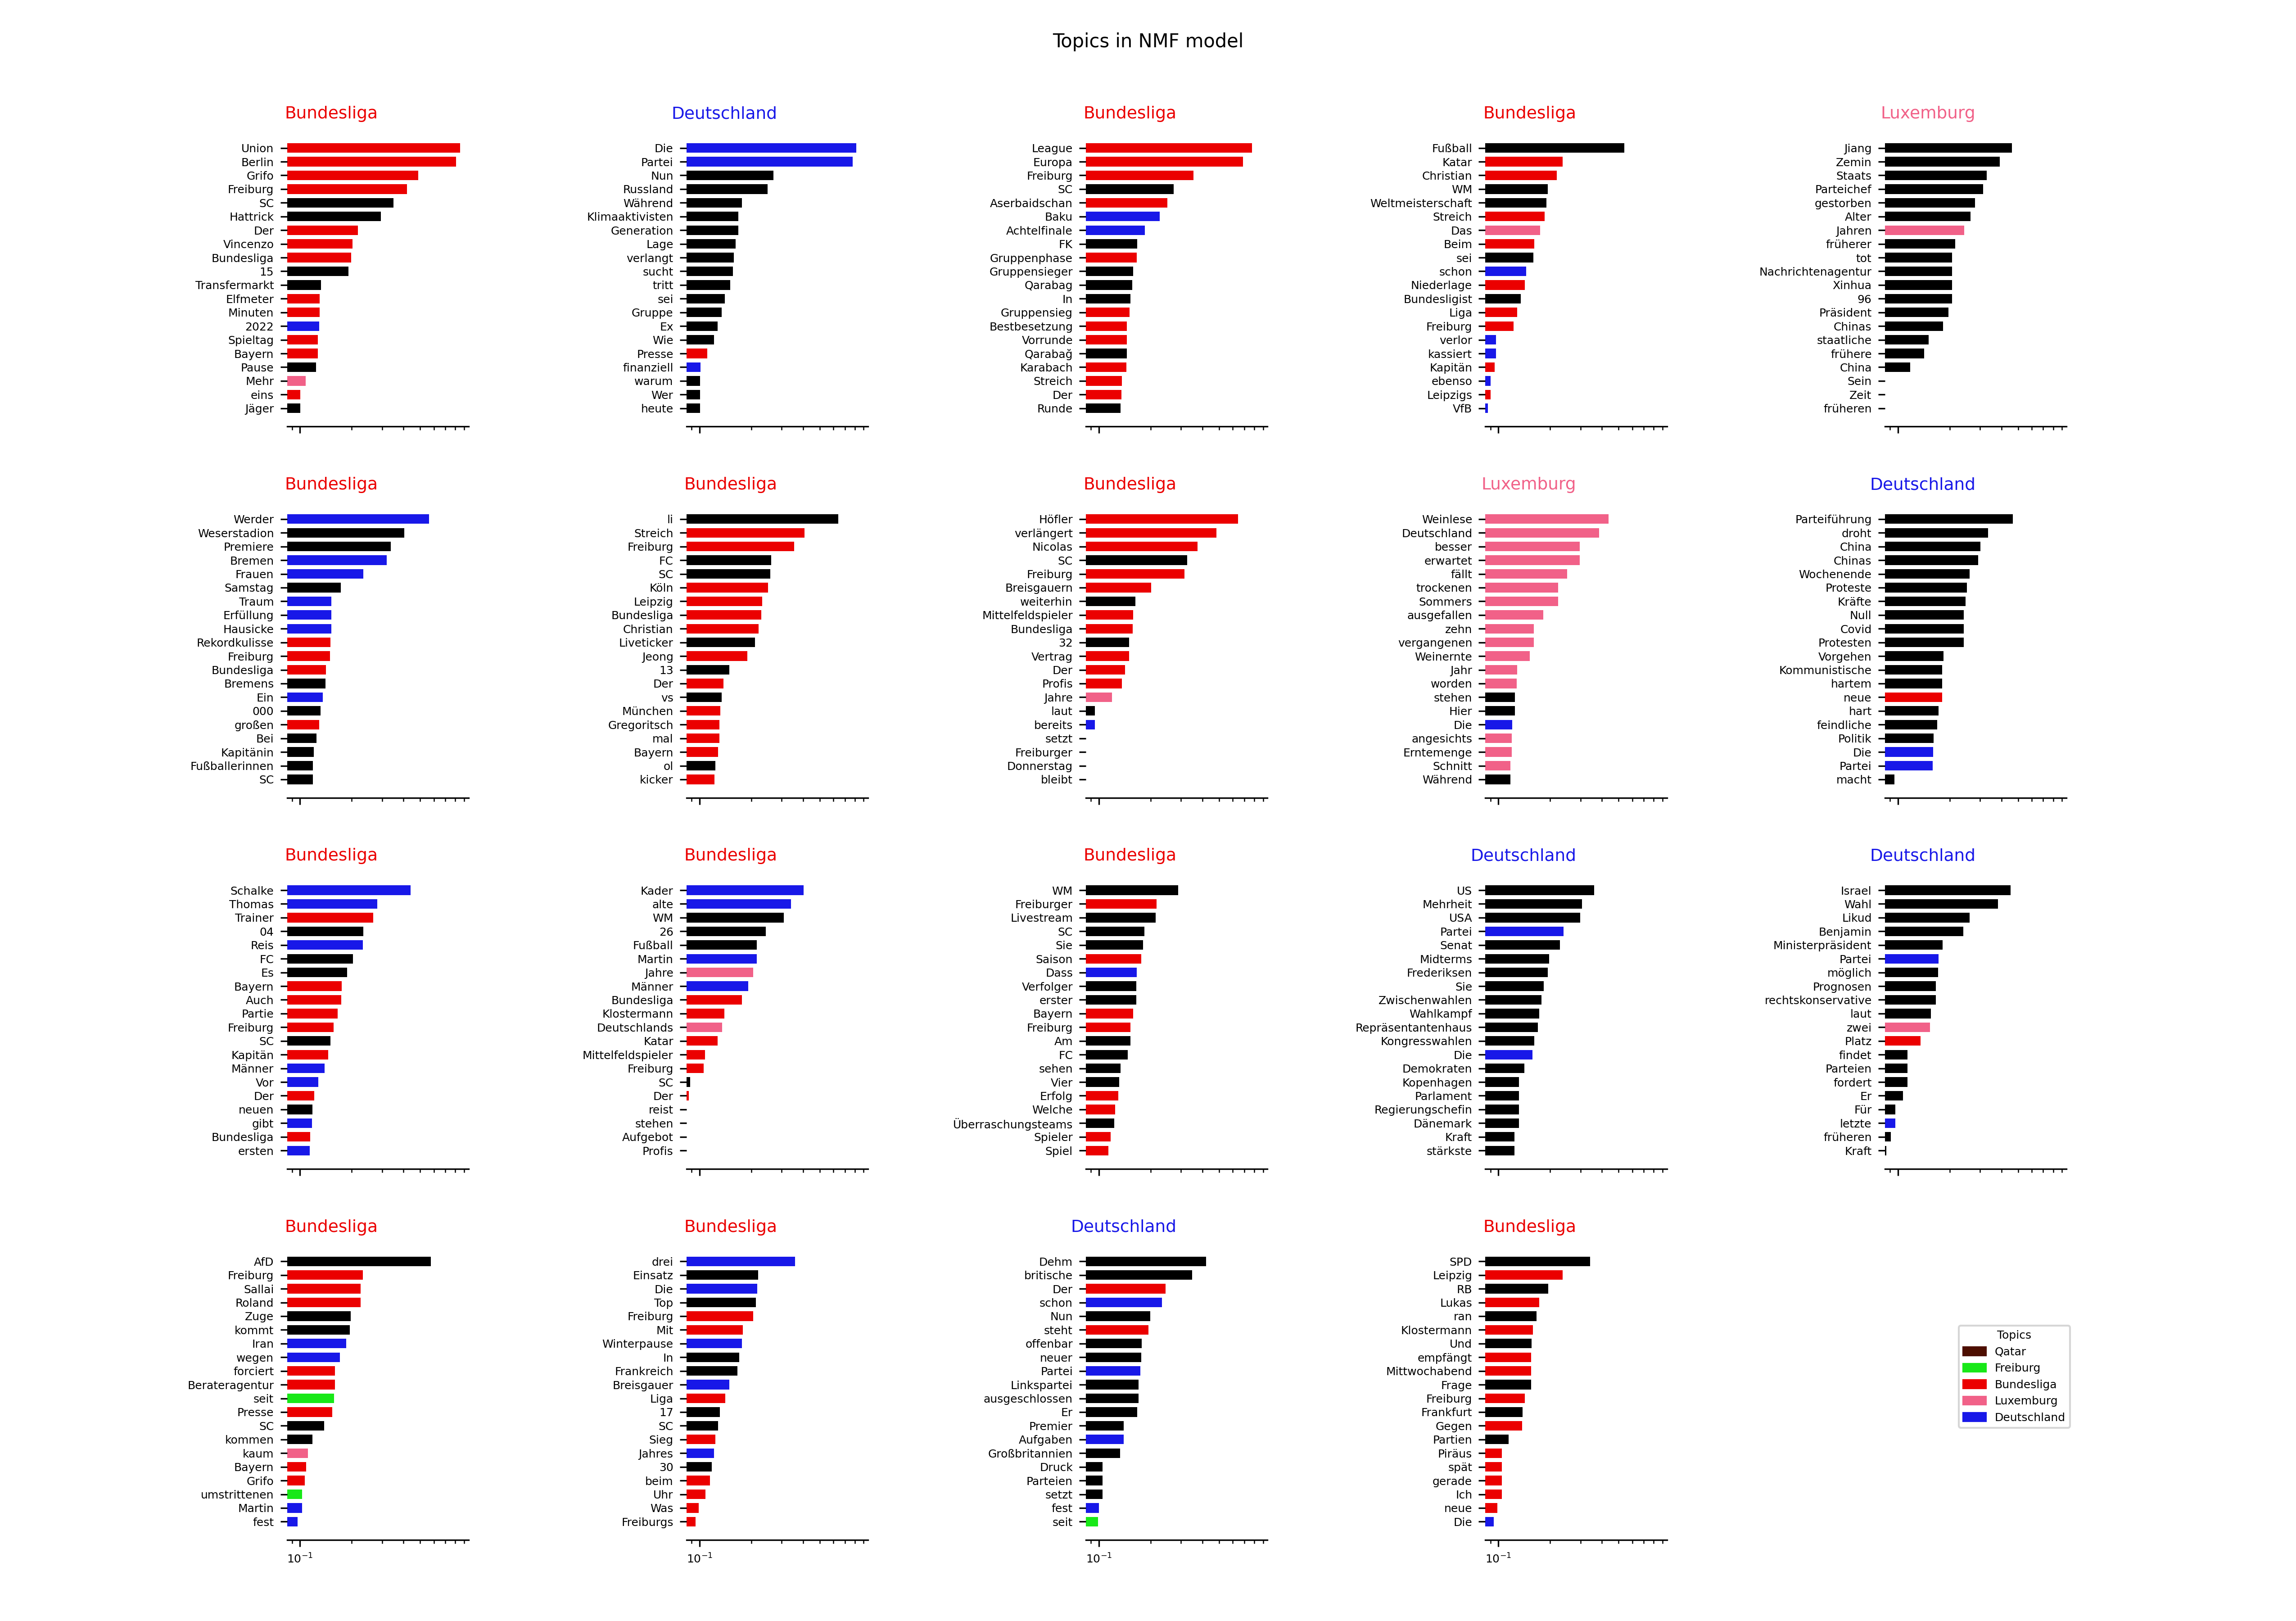 Topics in NMF model
Bundesliga
Union
Berlin
Grifo
Freiburg
SC
Hattrick
Der
Vincenzo
Bundesliga
15
Transfermarkt
Elfmeter
Minuten
2022
Spieltag
Bayern
Pause
Mehr
eins
Jäger
Deutschland
Die
Partei
Nun
Russland
Während
Klimaaktivisten
Generation
Lage
verlangt
sucht
tritt
sei
Gruppe
Ex
Wie
Presse
finanziell
warum
Wer
heute
Bundesliga
League
Europa
Freiburg
SC
Aserbaidschan
Baku
Achtelfinale
FK
Gruppenphase
Gruppensieger
Qarabag
In
Gruppensieg
Bestbesetzung
Vorrunde
Qarabağ
Karabach
Streich
Der
Runde
Bundesliga
Fußball
Katar
Christian
WM
Weltmeisterschaft
Streich
Das
Beim
sei
schon
Niederlage
Bundesligist
Liga
Freiburg
verlor
kassiert
Kapitän
ebenso
Leipzigs
VfB
Luxemburg
Jiang
Zemin
Staats
Parteichef
gestorben
Alter
Jahren
früherer
tot
Nachrichtenagentur
Xinhua
96
Präsident
Chinas
staatliche
frühere
China
Sein
Zeit
früheren
Bundesliga
Werder
Weserstadion
Premiere
Bremen
Frauen
Samstag
Traum
Erfüllung
Hausicke
Rekordkulisse
Freiburg
Bundesliga
Bremens
Ein
000
großen
Bei
Kapitänin
Fußballerinnen
SC
Bundesliga
li
Streich
Freiburg
FC
SC
Köln
Leipzig
Bundesliga
Christian
Liveticker
Jeong
13
Der
vs
München
Gregoritsch
mal
Bayern
ol
kicker
Bundesliga
Höfler
verlängert
Nicolas
SC
Freiburg
Breisgauern
weiterhin
Mittelfeldspieler
Bundesliga
32
Vertrag
Der
Profis
Jahre
laut
bereits
setzt
Freiburger
Donnerstag
bleibt
Luxemburg
Weinlese
Deutschland
besser
erwartet
fällt
trockenen
Sommers
ausgefallen
zehn
vergangenen
Weinernte
Jahr
worden
stehen
Hier
Die
angesichts
Erntemenge
Schnitt
Während
Deutschland
Parteiführung
droht
China
Chinas
Wochenende
Proteste
Kräfte
Null
Covid
Protesten
Vorgehen
Kommunistische
hartem
neue
hart
feindliche
Politik
Die
Partei
macht
Bundesliga
Schalke
Thomas
Trainer
04
Reis
FC
Es
Bayern
Auch
Partie
Freiburg
SC
Kapitän
Männer
Vor
Der
neuen
gibt
Bundesliga
ersten
Bundesliga
Kader
alte
WM
26
Fußball
Martin
Jahre
Männer
Bundesliga
Klostermann
Deutschlands
Katar
Mittelfeldspieler
Freiburg
SC
Der
reist
stehen
Aufgebot
Profis
Bundesliga
WM
Freiburger
Livestream
SC
Sie
Saison
Dass
Verfolger
erster
Bayern
Freiburg
Am
FC
sehen
Vier
Erfolg
Welche
Überraschungsteams
Spieler
Spiel
Deutschland
US
Mehrheit
USA
Partei
Senat
Midterms
Frederiksen
Sie
Zwischenwahlen
Wahlkampf
Repräsentantenhaus
Kongresswahlen
Die
Demokraten
Kopenhagen
Parlament
Regierungschefin
Dänemark
Kraft
stärkste
Deutschland
Israel
Wahl
Likud
Benjamin
Ministerpräsident
Partei
möglich
Prognosen
rechtskonservative
laut
zwei
Platz
findet
Parteien
fordert
Er
Für
letzte
früheren
Kraft
Bundesliga
AfD
Freiburg
Sallai
Roland
Zuge
kommt
Iran
wegen
forciert
Berateragentur
seit
Presse
SC
kommen
kaum
Bayern
Grifo
umstrittenen
Martin
fest
10⁻¹
Bundesliga
drei
Einsatz
Die
Top
Freiburg
Mit
Winterpause
In
Frankreich
Breisgauer
Liga
17
SC
Sieg
Jahres
30
beim
Uhr
Was
Freiburgs
10⁻¹
Deutschland
Dehm
britische
Der
schon
Nun
steht
offenbar
neuer
Partei
Linkspartei
ausgeschlossen
Er
Premier
Aufgaben
Großbritannien
Druck
Parteien
setzt
fest
seit
10⁻¹
Bundesliga
SPD
Leipzig
RB
Lukas
ran
Klostermann
Und
empfängt
Mittwochabend
Frage
Freiburg
Frankfurt
Gegen
Partien
Piräus
spät
gerade
Ich
neue
Die
10⁻¹
Topics
Qatar
Freiburg
Bundesliga
Luxemburg
Deutschland